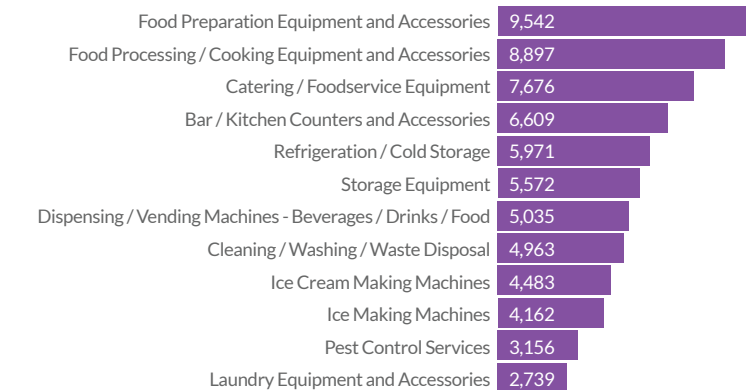 Food Preparation Equipment and Accessories 9,542
Food Processing / Cooking Equipment and Accessories 8,897
Catering / Foodservice Equipment 7,676
Bar / Kitchen Counters and Accessories 6,609
Refrigeration / Cold Storage 5,971
Storage Equipment 5,572
Dispensing / Vending Machines - Beverages / Drinks / Food 5,035
Cleaning / Washing / Waste Disposal 4,963
Ice Cream Making Machines 4,483
Ice Making Machines 4,162
Pest Control Services 3,156
Laundry Equipment and Accessories 2,739